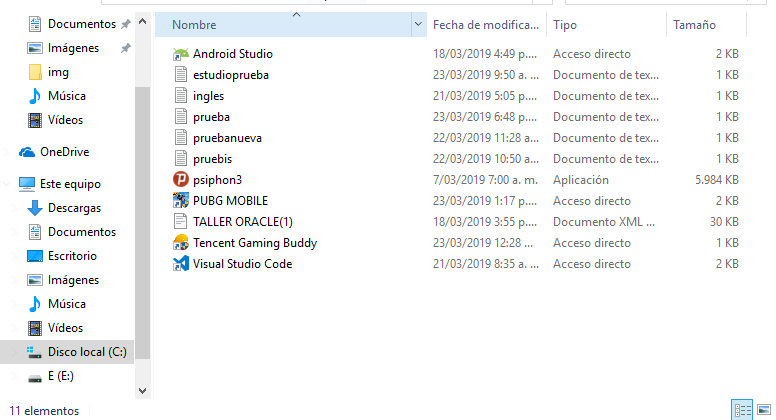 Nombre Fecha de modifica... Tipo Tamaño
Documentos
Imágenes
img
Música
Vídeos
OneDrive
Este equipo
Descargas
Documentos
Escritorio
Imágenes
Música
Vídeos
Disco local (C:)
E (E:)
Android Studio 18/03/2019 4:49 p.... Acceso directo 2 KB
estudioprueba 23/03/2019 9:50 a. ... Documento de tex... 1 KB
ingles 21/03/2019 5:05 p.... Documento de tex... 1 KB
prueba 23/03/2019 6:48 p.... Documento de tex... 1 KB
pruebanueva 22/03/2019 11:28 a... Documento de tex... 1 KB
pruebis 22/03/2019 10:50 a... Documento de tex... 1 KB
psiphon3 7/03/2019 7:00 a. m. Aplicación 5.984 KB
PUBG MOBILE 23/03/2019 1:17 p.... Acceso directo 2 KB
TALLER ORACLE(1) 18/03/2019 3:55 p.... Documento XML ... 30 KB
Tencent Gaming Buddy 23/03/2019 12:28 ... Acceso directo 1 KB
Visual Studio Code 21/03/2019 8:35 a. ... Acceso directo 2 KB
11 elementos